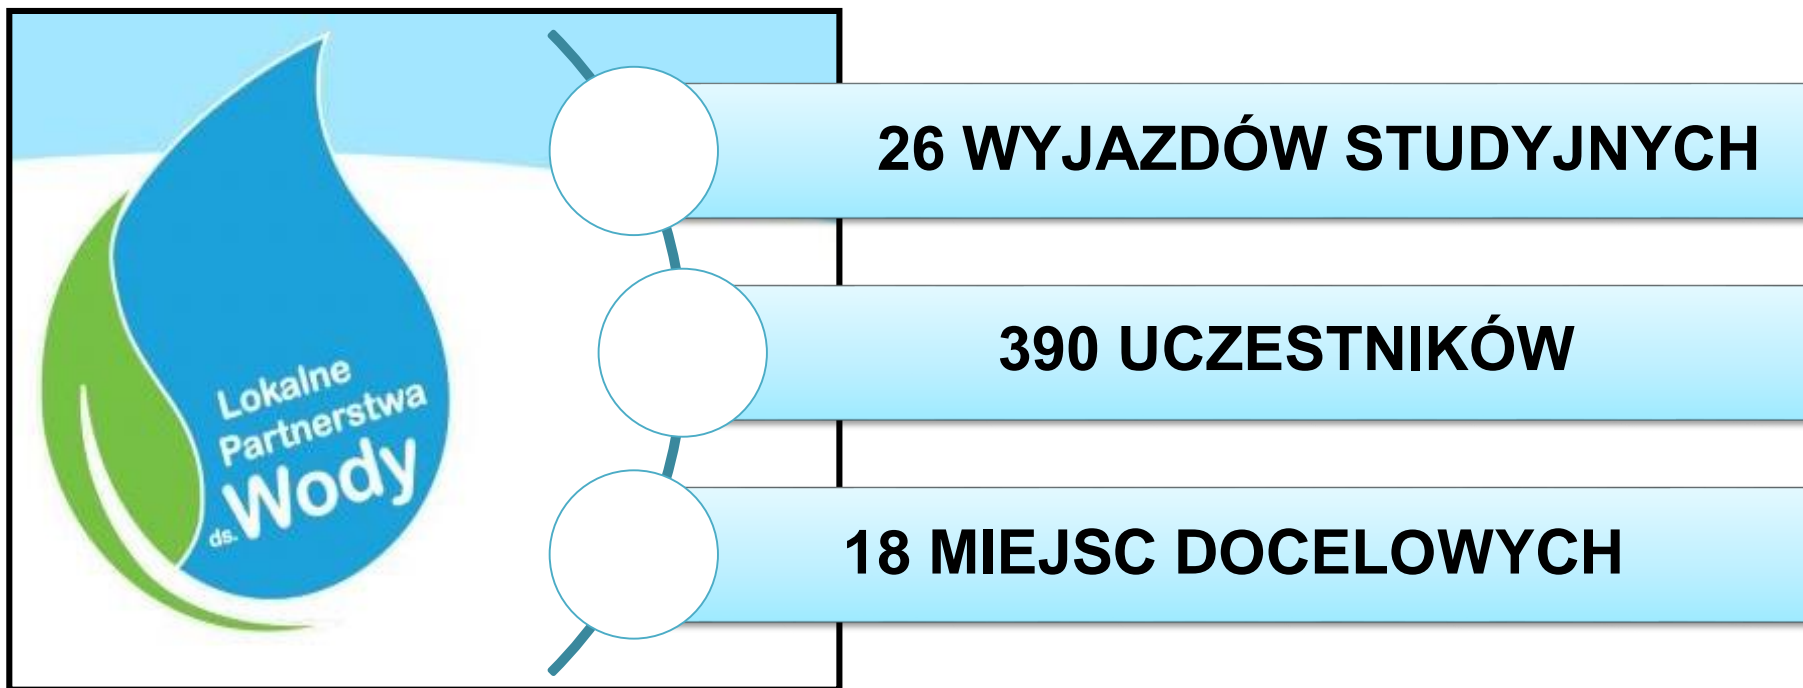 Lokalne
Partnerstwa
ds. Wody
26 WYJAZDÓW STUDYJNYCH
390 UCZESTNIKÓW
18 MIEJSC DOCELOWYCH